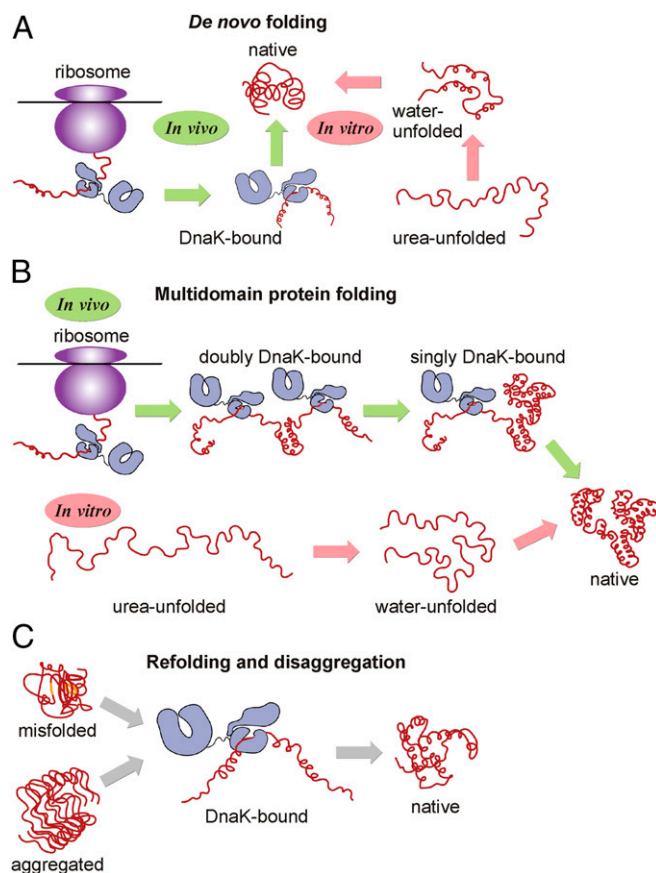 A
De novo folding
native
ribosome
In vivo
In vitro
water-
unfolded
DnaK-bound
urea-unfolded
B
In vivo
Multidomain protein folding
ribosome
doubly DnaK-bound
singly DnaK-bound
In vitro
urea-unfolded
water-unfolded
native
C
Refolding and disaggregation
misfolded
DnaK-bound
native
aggregated